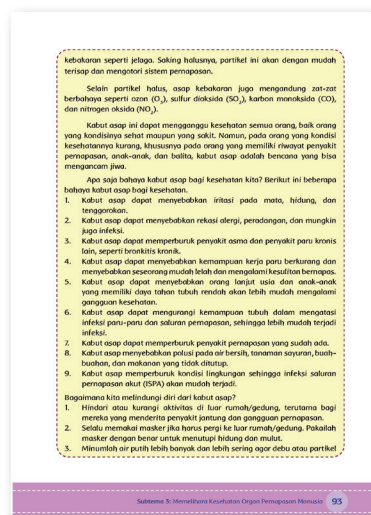 kebakaran seperti jelaga. Saking halusnya, partikel ini akan dengan mudah
terisap dan mengotori sistem pernapasan.
Selain partikel halus, asap kebakaran juga mengandung zat-zat
berbahaya seperti ozon (O3), sulfur dioksida (SO2), karbon monoksida (CO),
dan nitrogen oksida (NO2).
Kabut asap ini dapat mengganggu kesehatan semua orang, baik orang
yang kondisinya sehat maupun yang sakit. Namun, pada orang yang kondisi
kesehatannya kurang, khususnya pada orang yang memiliki riwayat penyakit
pernapasan, anak-anak, dan balita, kabut asap adalah bencana yang bisa
mengancam jiwa.
Apa saja bahaya kabut asap bagi kesehatan kita? Berikut ini beberapa
bahaya kabut asap bagi kesehatan.
1. Kabut asap dapat menyebabkan iritasi pada mata, hidung, dan
tenggorokan.
2. Kabut asap dapat menyebabkan rekasi alergi, peradangan, dan mungkin
juga infeksi.
3. Kabut asap dapat memperburuk penyakit asma dan penyakit paru kronis
lain, seperti bronkitis kronik.
4. Kabut asap dapat menyebabkan kemampuan kerja paru berkurang dan
menyebabkan seseorang mudah lelah dan mengalami kesulitan bernapas.
5. Kabut asap dapat menyebabkan orang lanjut usia dan anak-anak
yang memiliki daya tahan tubuh rendah akan lebih mudah mengalami
gangguan kesehatan.
6. Kabut asap dapat mengurangi kemampuan tubuh dalam mengatasi
infeksi paru-paru dan saluran pernapasan, sehingga lebih mudah terjadi
infeksi.
7. Kabut asap dapat memperburuk penyakit pernapasan yang sudah ada.
8. Kabut asap menyebabkan polusi pada air bersih, tanaman sayuran, buah-
buahan, dan makanan yang tidak ditutup.
9. Kabut asap memperburuk kondisi lingkungan sehingga infeksi saluran
pernapasan akut (ISPA) akan mudah terjadi.
Bagaimana kita melindungi diri dari kabut asap?
1. Hindari atau kurangi aktivitas di luar rumah/gedung, terutama bagi
mereka yang menderita penyakit jantung dan gangguan pernapasan.
2. Selalu memakai masker jika harus pergi ke luar rumah/gedung. Pakailah
masker dengan benar untuk menutupi hidung dan mulut.
3. Minumlah air putih lebih banyak dan lebih sering agar debu atau partikel
Subtema 3: Memelihara Kesehatan Organ Pernapasan Manusia 93